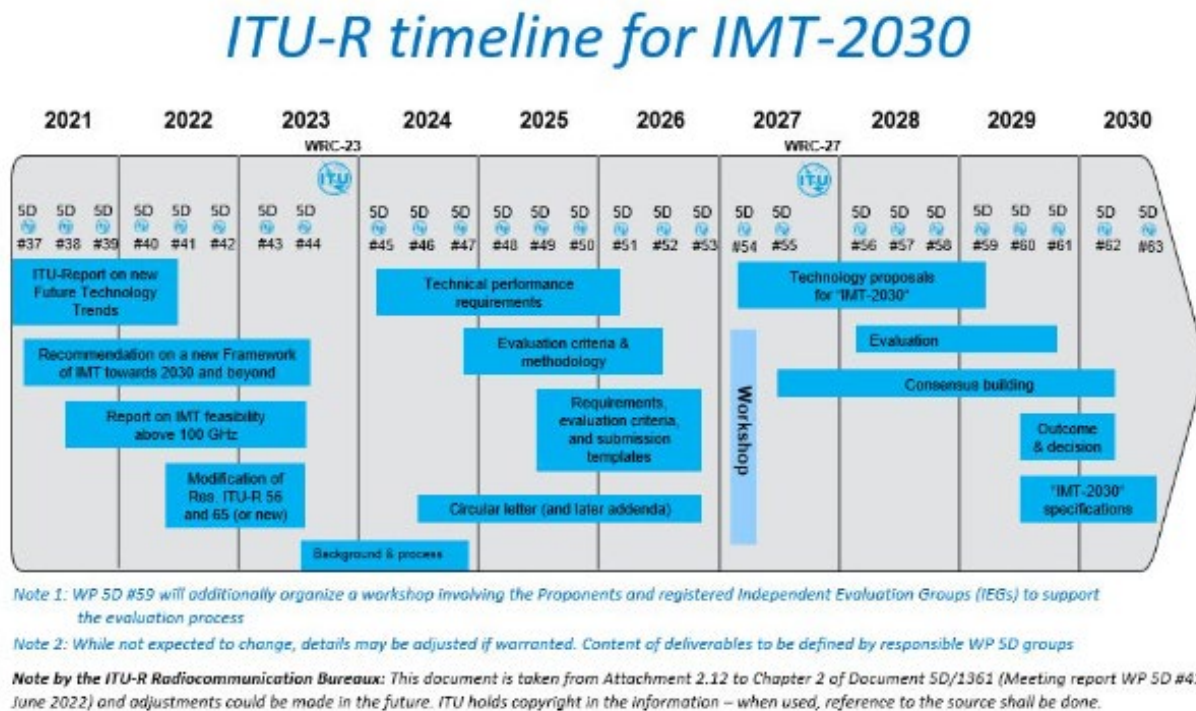 ITU-R timeline for IMT-2030
2021 2022 2023 2024 2025 2026 2027 2028 2029 2030
WRC-23 WRC-27
ITU ITU
5D 5D 5D 5D 5D 5D 5D 5D 5D 5D 5D 5D 5D 5D 5D 5D 5D 5D 5D 5D 5D 5D 5D 5D 5D 5D 5D
#37 #38 #39 #40 #41 #42 #43 #44 #45 #46 #47 #48 #49 #50 #51 #52 #53 #54 #55 #56 #57 #58 #59 #60 #61 #62 #63
ITU-Report on new
Future Technology
Trends
Technical performance
requirements
Technology proposals
for "IMT-2030"
Recommendation on a new Framework
of IMT towards 2030 and beyond
Evaluation criteria &
methodology
Evaluation
Consensus building
Report on IMT feasibility
above 100 GHz
Requirements,
evaluation criteria,
and submission
templates
Workshop
Outcome
& decision
Modification of
Res. ITU-R 56
and 65 (or new)
Circular letter (and later addenda)
"IMT-2030"
specifications
Background & process
Note 1: WP 5D #59 will additionally organize a workshop involving the Proponents and registered Independent Evaluation Groups (IEGs) to support
the evaluation process
Note 2: While not expected to change, details may be adjusted if warranted. Content of deliverables to be defined by responsible WP 5D groups
Note by the ITU-R Radiocommunication Bureaux: This document is taken from Attachment 2.12 to Chapter 2 of Document 5D/1361 (Meeting report WP 5D
June 2022) and adjustments could be made in the future. ITU holds copyright in the information – when used, reference to the source shall be done.